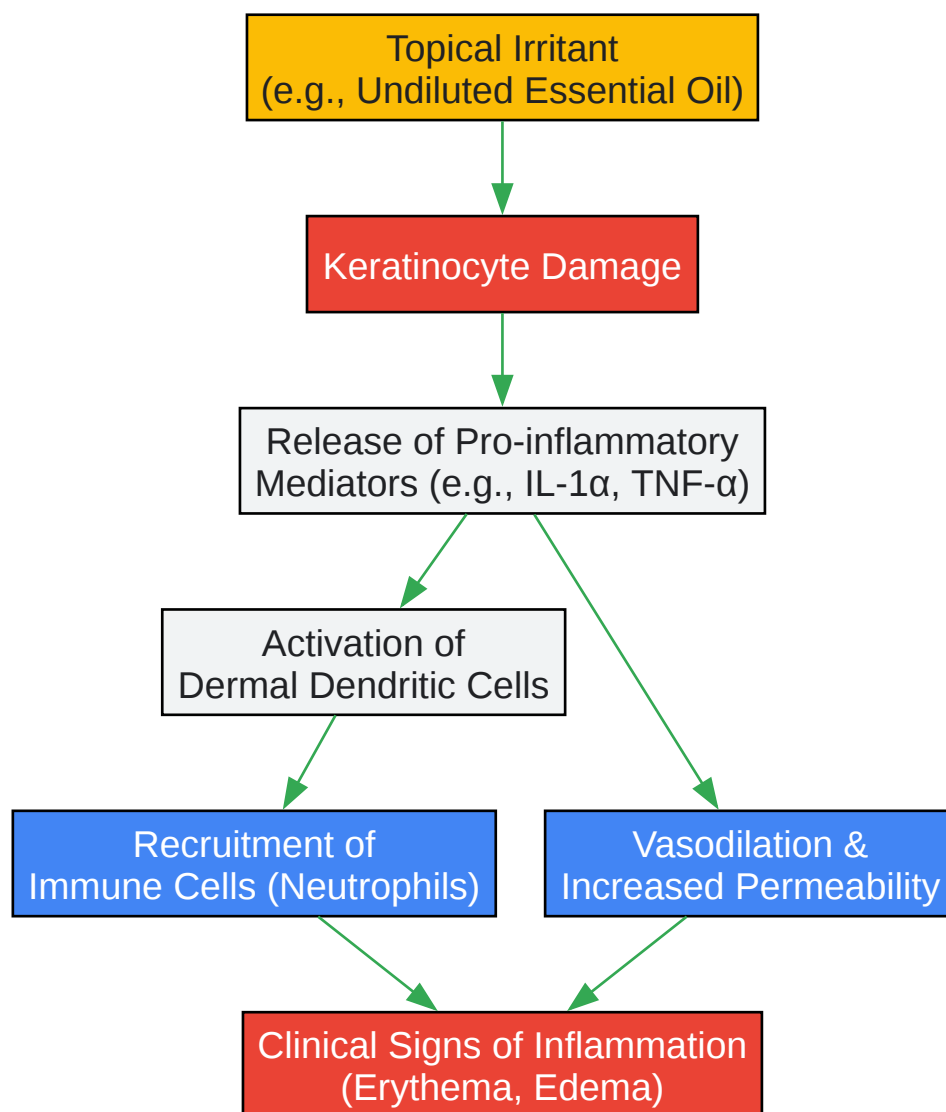 Topical Irritant
(e.g., Undiluted Essential Oil)
Keratinocyte Damage
Release of Pro-inflammatory
Mediators (e.g., IL-1α, TNF-α)
Activation of
Dermal Dendritic Cells
Recruitment of
Immune Cells (Neutrophils)
Vasodilation &
Increased Permeability
Clinical Signs of Inflammation
(Erythema, Edema)